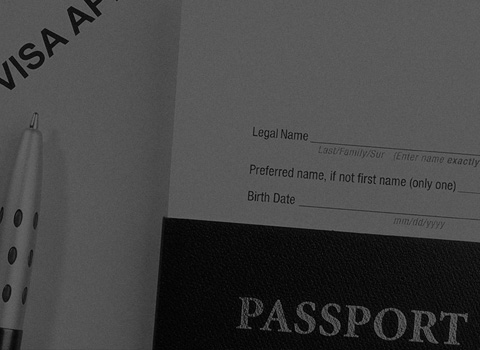 VISA AP
Legal Name
Last/Family/Sur (Enter name exactly
Preferred name, if not first name (only one)
Birth Date
mm/dd/yyyy
PASSPORT